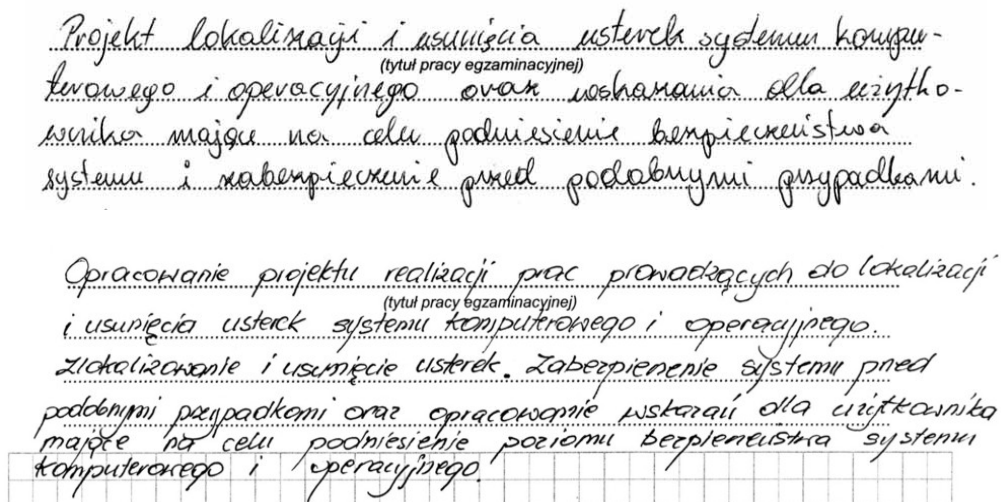 Projekt lokalizacji i usunięcia usterek systemu kompu-
(tytuł pracy egzaminacyjnej)
terowego i operacyjnego oraz wskazania dla użytko-
wnika mające na celu podniesienie bezpieczeństwa
systemu i zabezpieczenie przed podobnymi przypadkami.
Opracowanie projektu realizacji prac prowadzących do lokalizacji
(tytuł pracy egzaminacyjnej)
i usunięcia usterek systemu komputerowego i operacyjnego.
Zlokalizowanie i usunięcie usterek. Zabezpieczenie systemu przed
podobnymi przypadkami oraz opracowanie wskazań dla użytkownika
mające na celu podniesienie poziomu bezpieczeństwa systemu
komputerowego i operacyjnego.